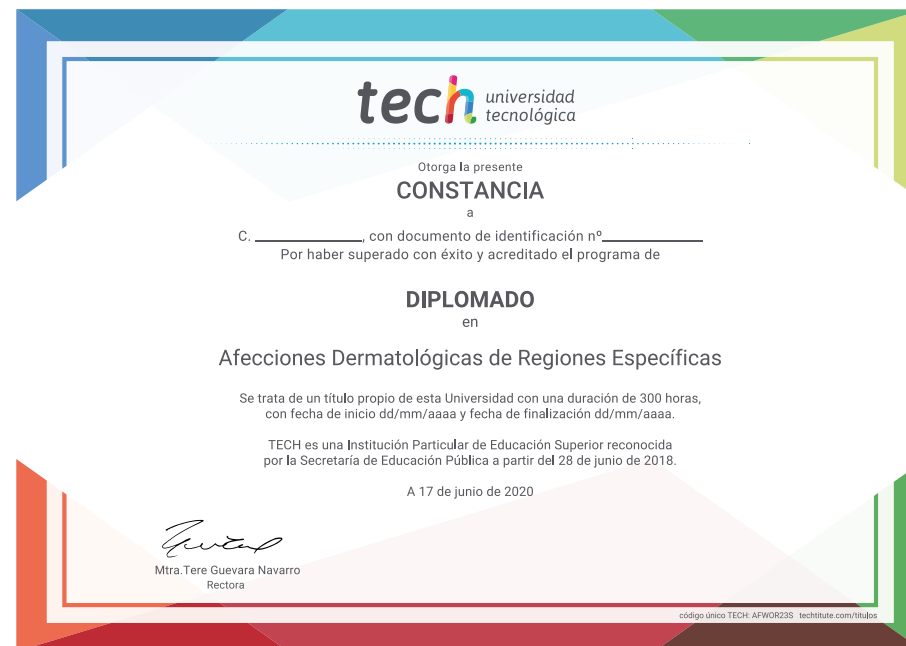 tech universidad
tecnológica
Otorga la presente
CONSTANCIA
a
C. ____________, con documento de identificación nº____________
Por haber superado con éxito y acreditado el programa de
DIPLOMADO
en
Afecciones Dermatológicas de Regiones Específicas
Se trata de un título propio de esta Universidad con una duración de 300 horas,
con fecha de inicio dd/mm/aaaa y fecha de finalización dd/mm/aaaa.
TECH es una Institución Particular de Educación Superior reconocida
por la Secretaría de Educación Pública a partir del 28 de junio de 2018.
A 17 de junio de 2020
Mtra.Tere Guevara Navarro
Rectora
código único TECH: AFWOR23S techtitute.com/titulos